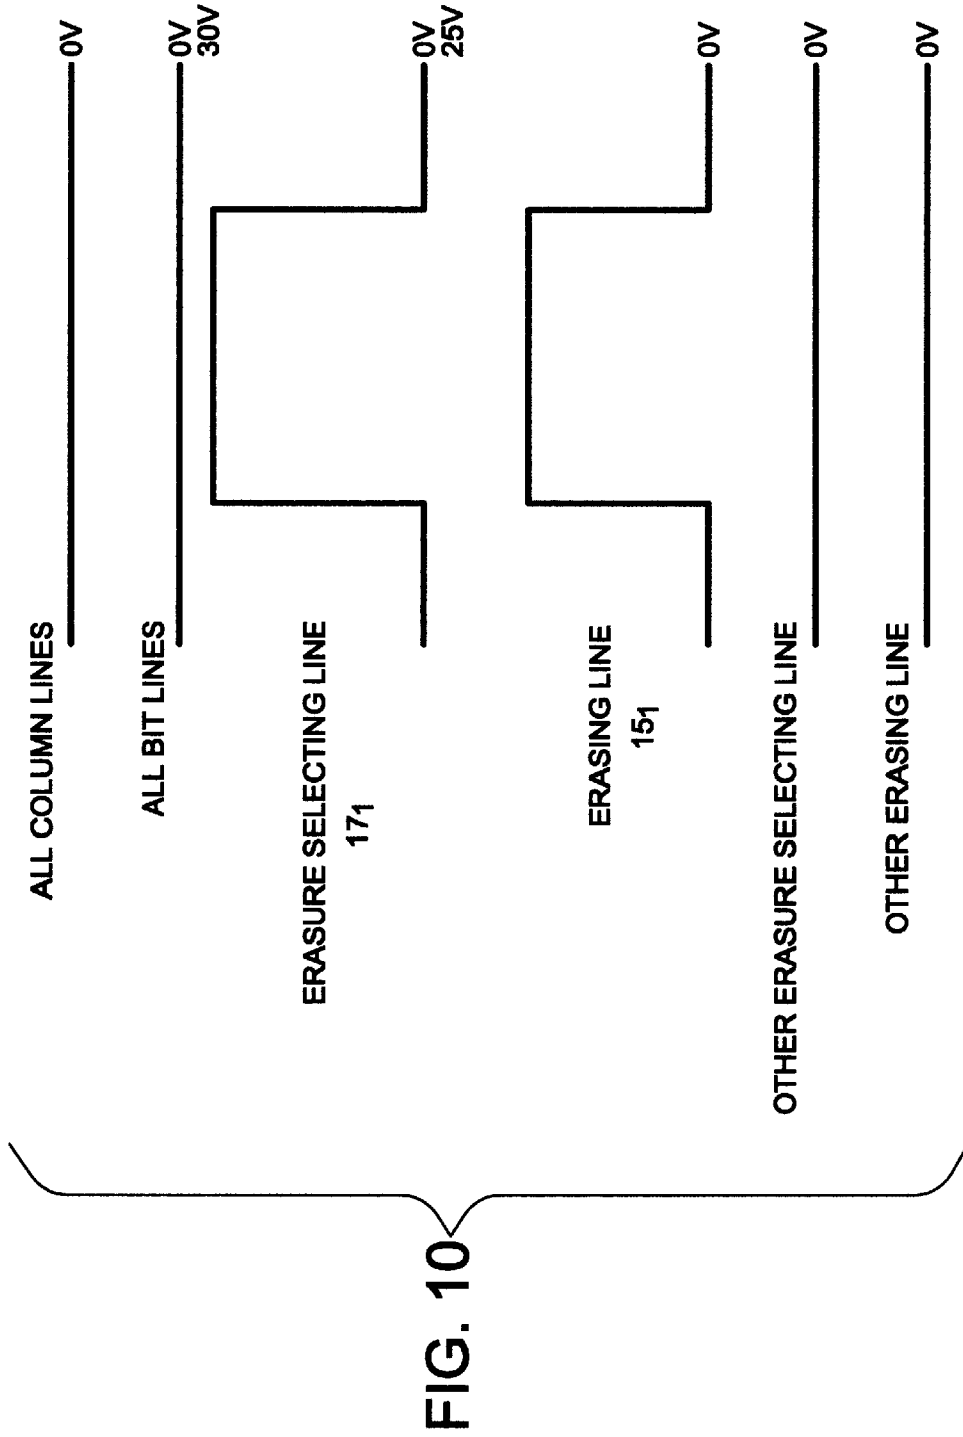 ALL COLUMN LINES
0V
ALL BIT LINES
0V
30V
ERASURE SELECTING LINE
17₁
0V
25V
ERASING LINE
15₁
0V
OTHER ERASURE SELECTING LINE
0V
OTHER ERASING LINE
0V
FIG. 10